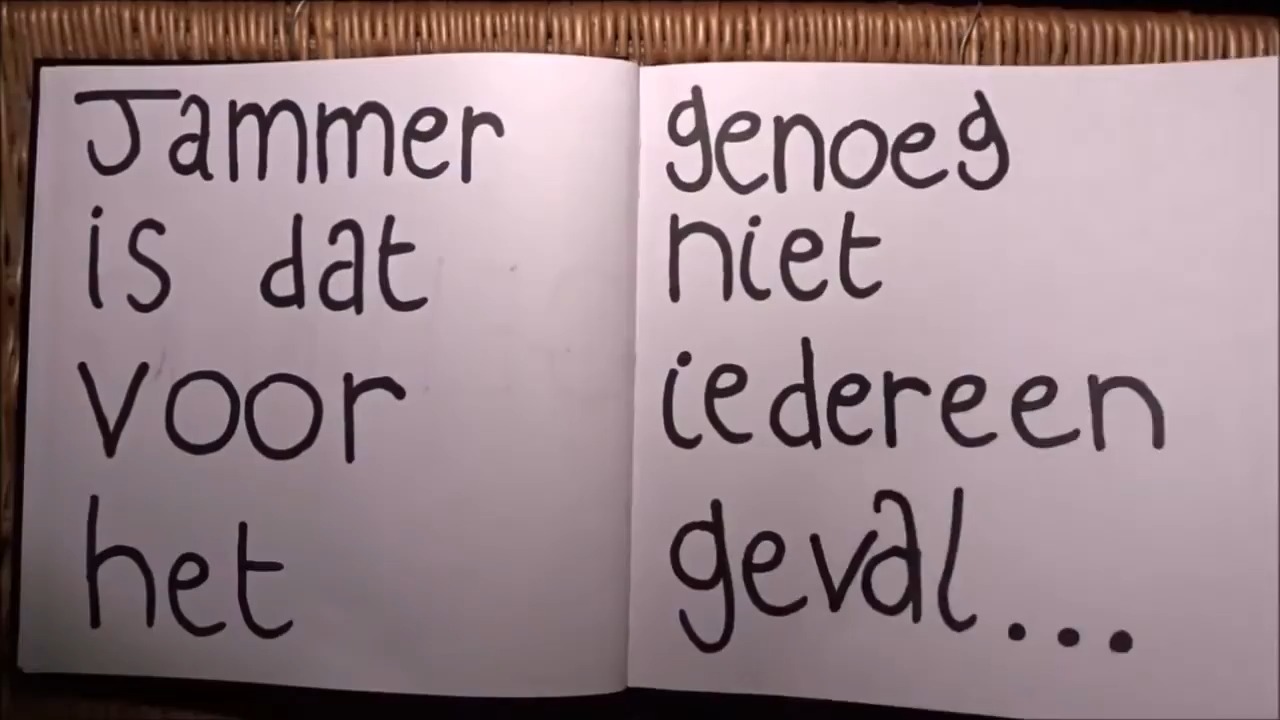 Jammer genoeg
is dat niet
voor iedereen
het geval...